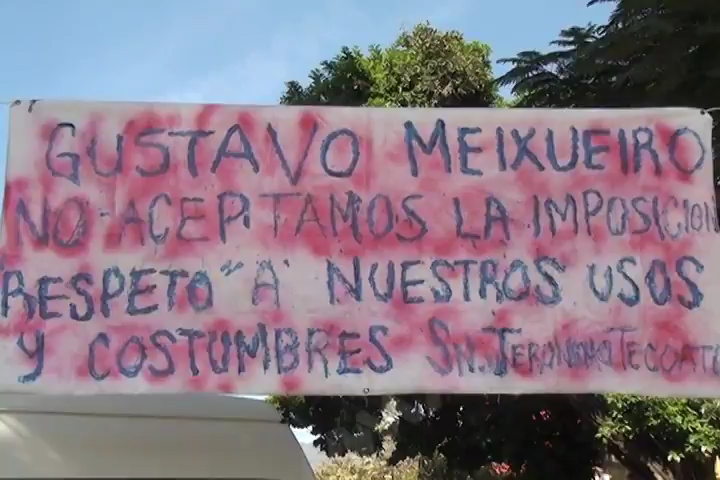 GUSTAVO MEIXUEIRO
NO ACEPTAMOS LA IMPOSICION
RESPETO "A" NUESTROS USOS
Y COSTUMBRES SN. JERONIMO TECOATL